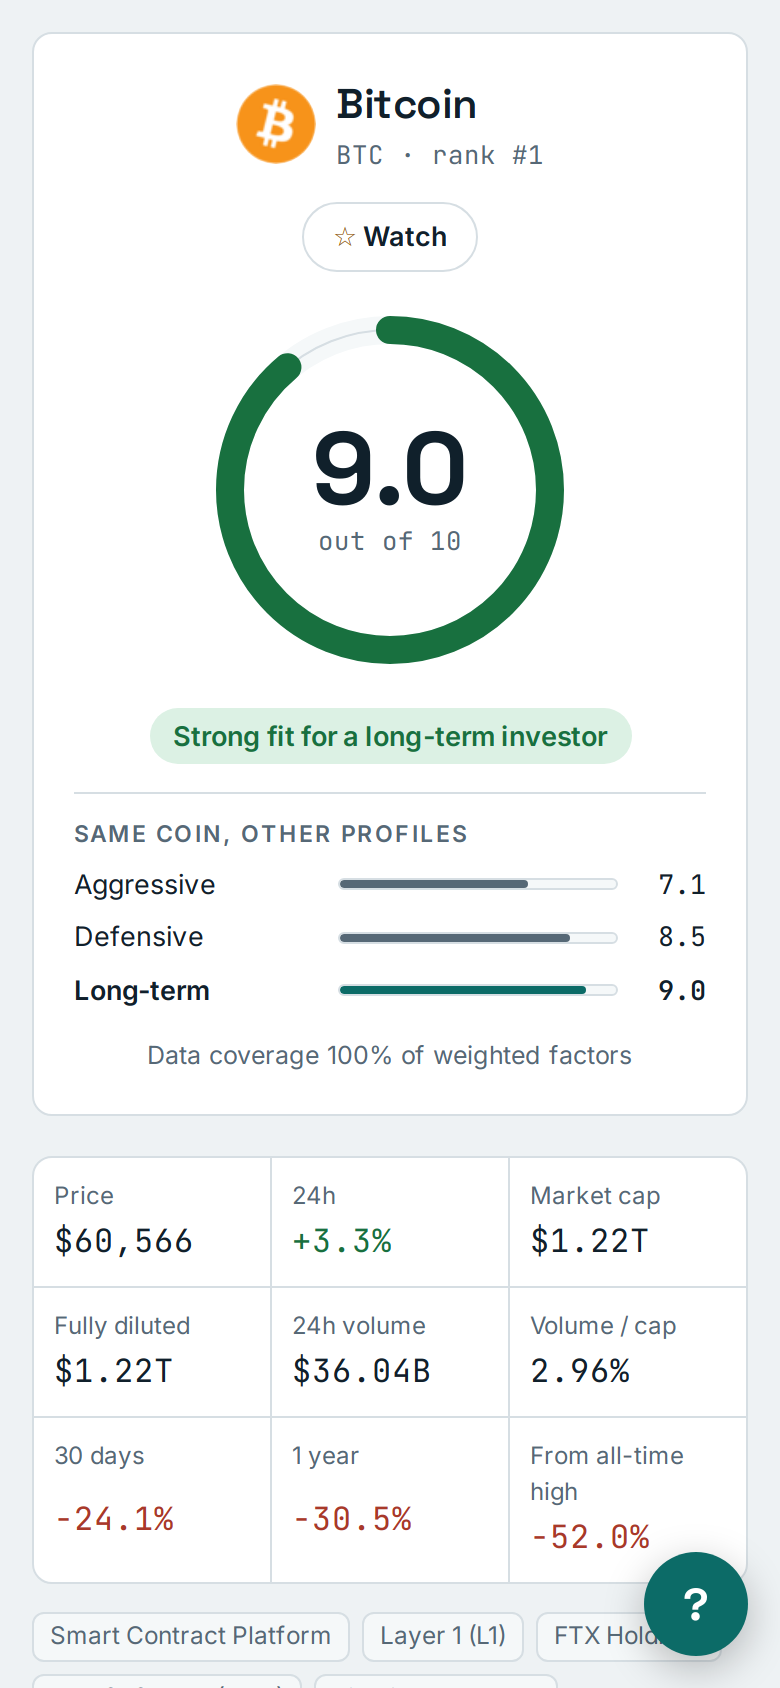 Bitcoin
BTC · rank #1
☆ Watch
9.0
out of 10
Strong fit for a long-term investor
SAME COIN, OTHER PROFILES
Aggressive 7.1
Defensive 8.5
Long-term 9.0
Data coverage 100% of weighted factors
Price 24h Market cap
$60,566 +3.3% $1.22T
Fully diluted 24h volume Volume / cap
$1.22T $36.04B 2.96%
30 days 1 year From all-time
high
-24.1% -30.5% -52.0%
?
Smart Contract Platform Layer 1 (L1) FTX